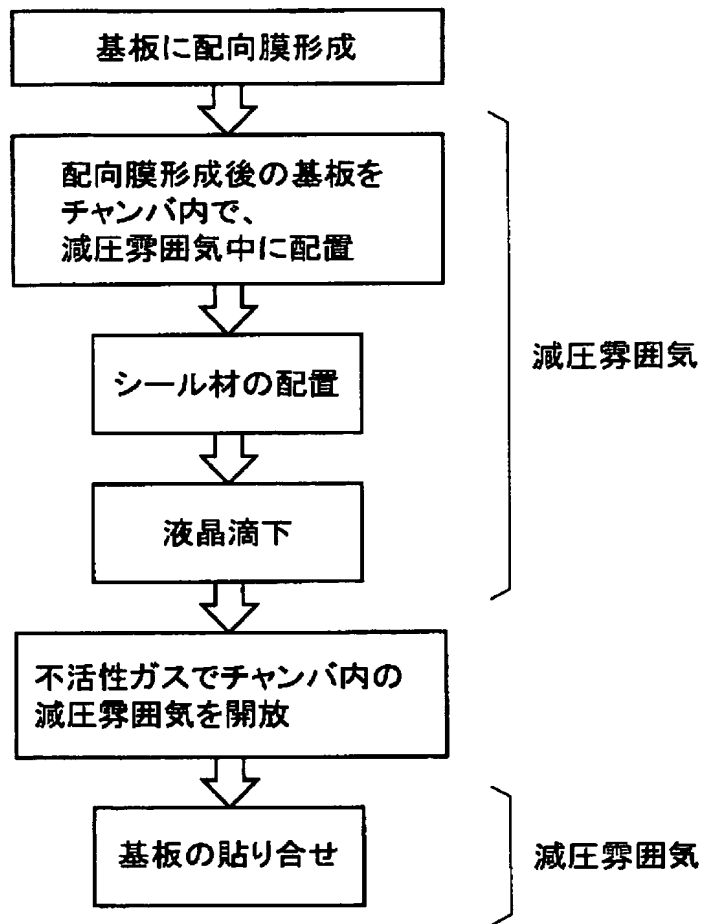 基板に配向膜形成
配向膜形成後の基板を
チャンバ内で、
減圧雰囲気中に配置
シール材の配置
減圧雰囲気
液晶滴下
不活性ガスでチャンバ内の
減圧雰囲気を開放
基板の貼り合せ
減圧雰囲気